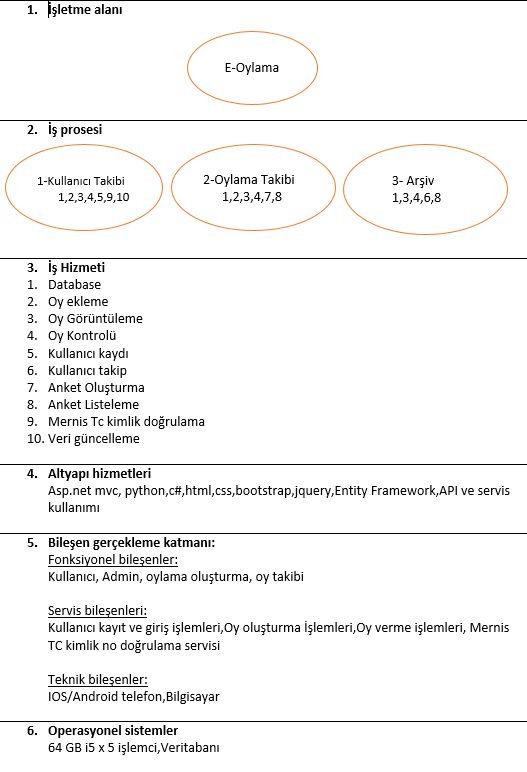 1. İşletme alanı
E-Oylama
2. İş prosesi
1-Kullanıcı Takibi
1,2,3,4,5,9,10
2-Oylama Takibi
1,2,3,4,7,8
3- Arşiv
1,3,4,6,8
3. İş Hizmeti
1. Database
2. Oy ekleme
3. Oy Görüntüleme
4. Oy Kontrolü
5. Kullanıcı kaydı
6. Kullanıcı takip
7. Anket Oluşturma
8. Anket Listeleme
9. Mernis Tc kimlik doğrulama
10. Veri güncelleme
4. Altyapı hizmetleri
Asp.net mvc, python,c#,html,css,bootstrap,jquery,Entity Framework,API ve servis
kullanımı
5. Bileşen gerçekleme katmanı:
Fonksiyonel bileşenler:
Kullanıcı, Admin, oylama oluşturma, oy takibi
Servis bileşenleri:
Kullanıcı kayıt ve giriş işlemleri,Oy oluşturma İşlemleri,Oy verme işlemleri, Mernis
TC kimlik no doğrulama servisi
Teknik bileşenler:
IOS/Android telefon,Bilgisayar
6. Operasyonel sistemler
64 GB i5 x 5 işlemci,Veritabanı